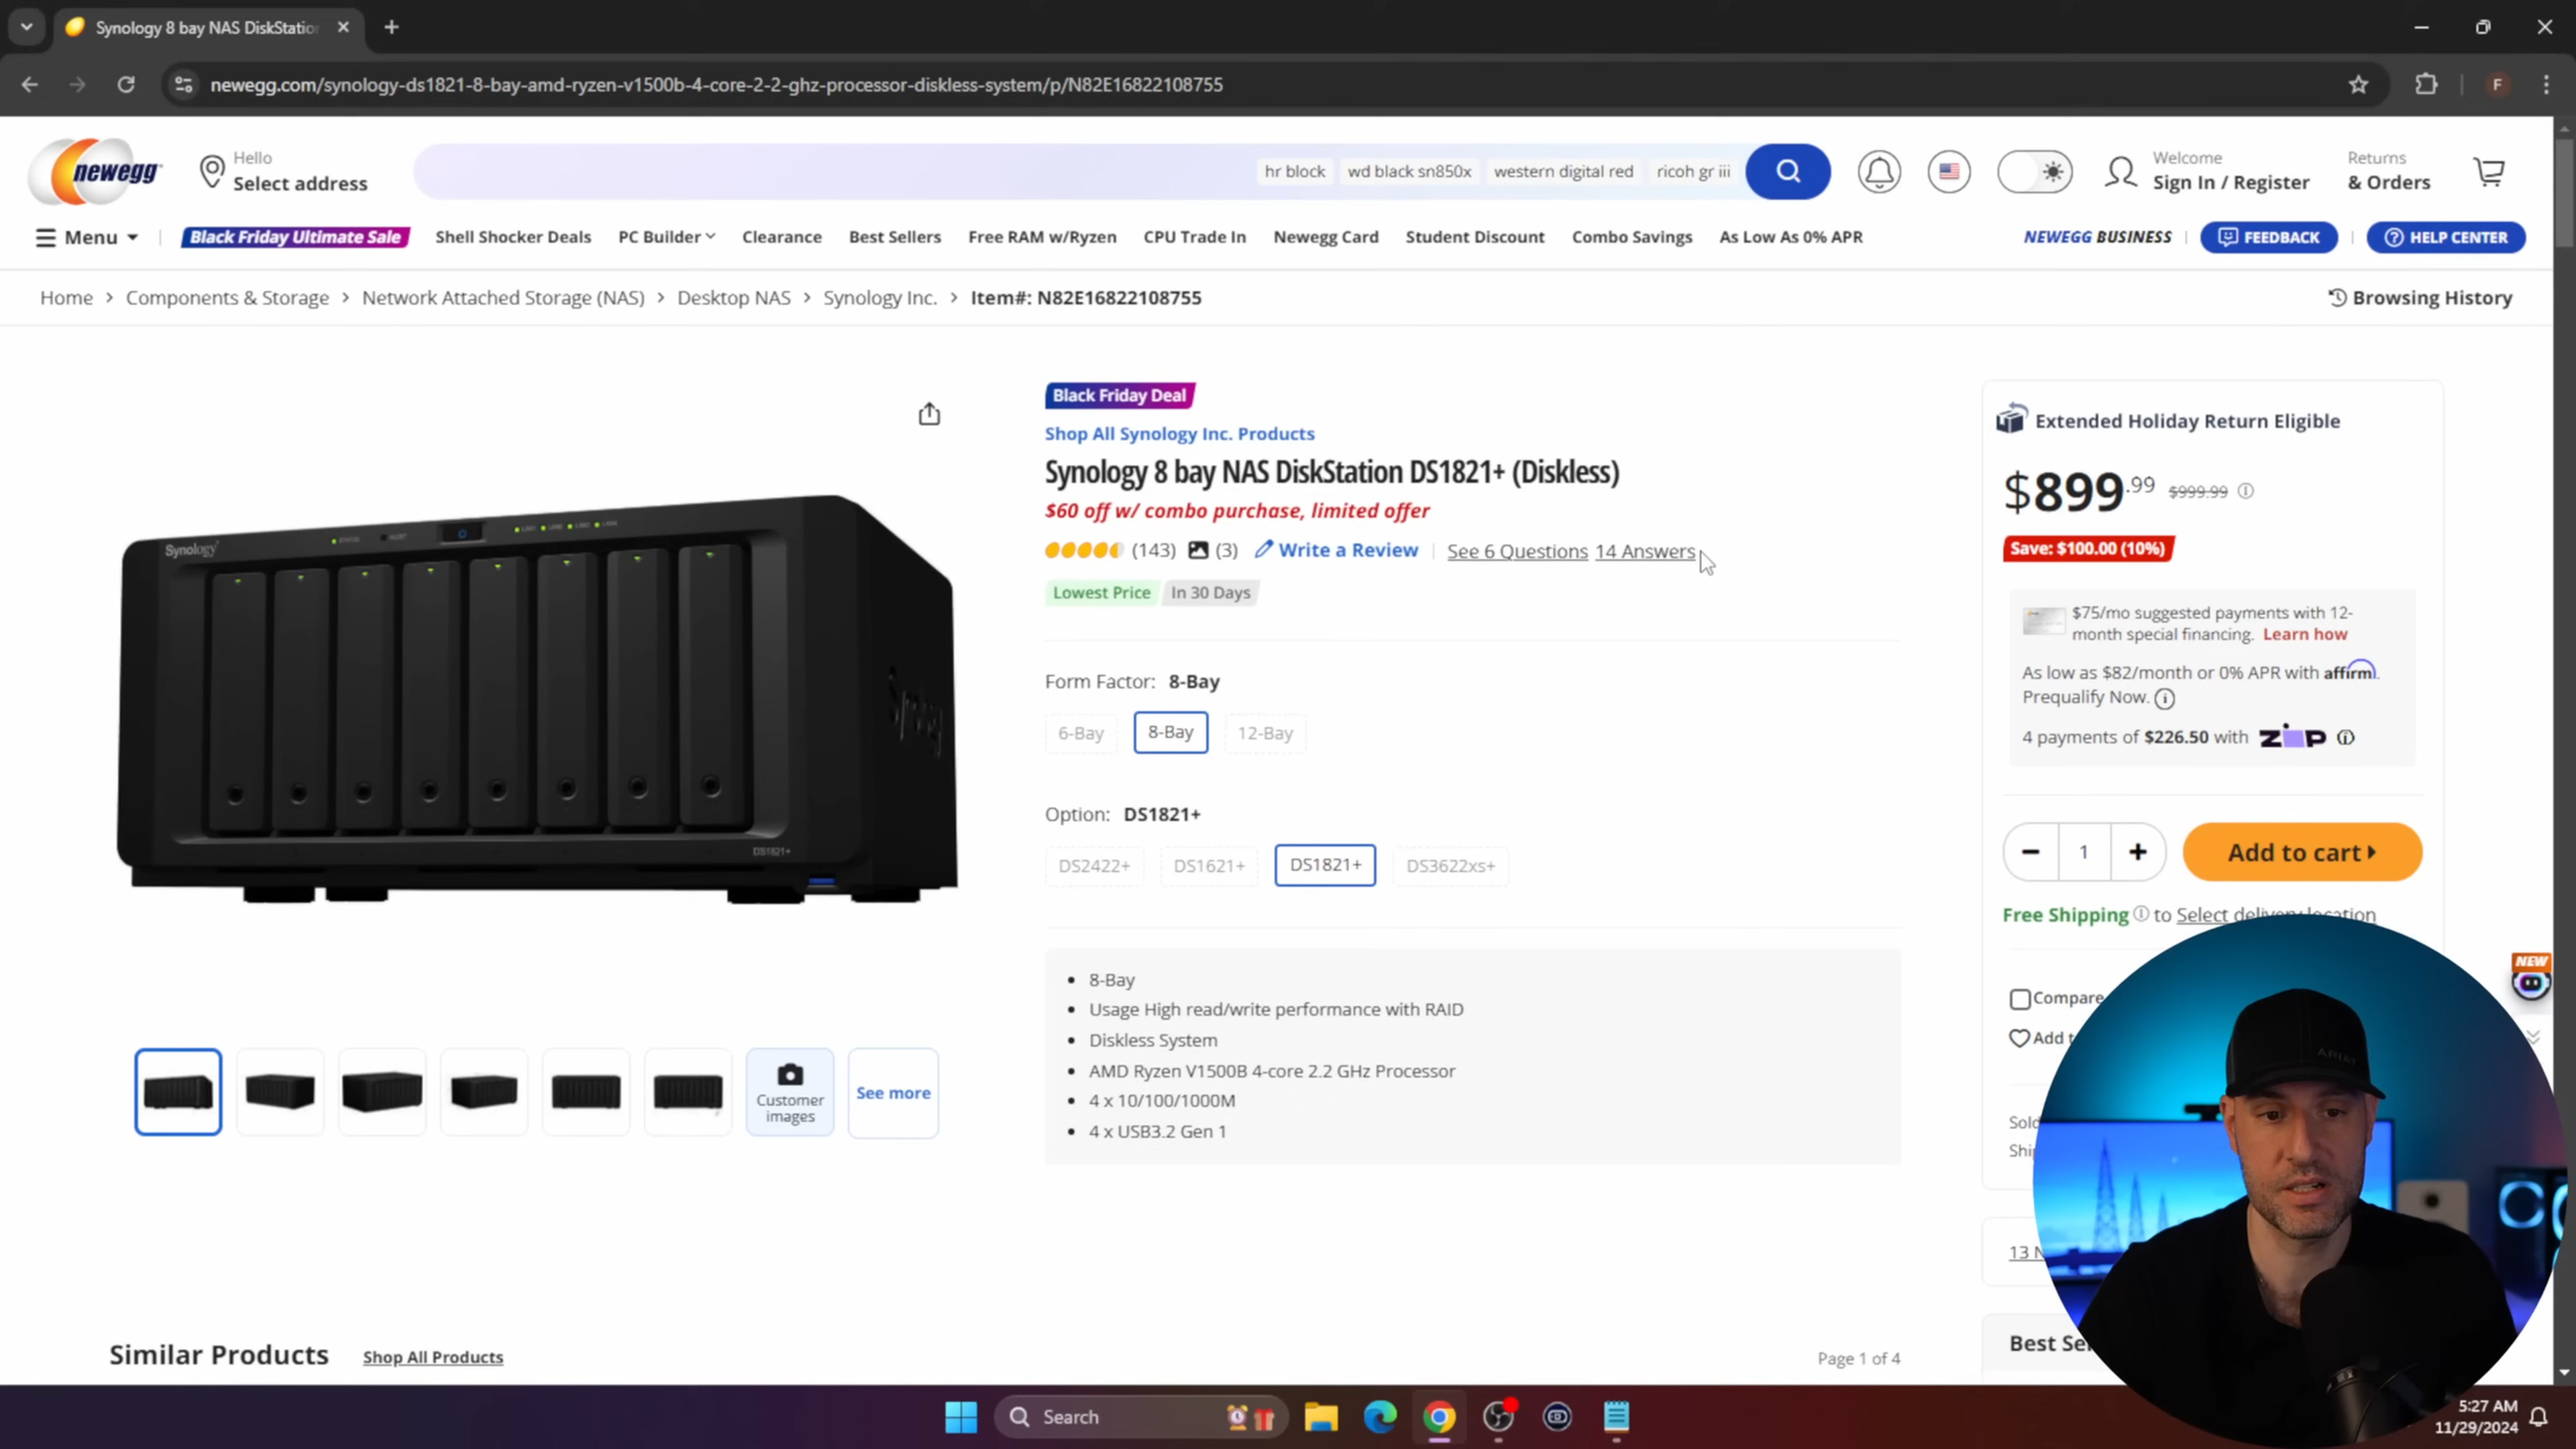 Synology 8 bay NAS DiskStation
newegg.com/synology-ds1821-8-bay-amd-ryzen-v1500b-4-core-2-2-ghz-processor-diskless-system/p/N82E16822108755
F
newegg
Hello
Select address
hr block
wd black sn850x
western digital red
ricoh gr iii
Welcome
Sign In / Register
Returns
& Orders
Menu
Black Friday Ultimate Sale
Shell Shocker Deals
PC Builder
Clearance
Best Sellers
Free RAM w/Ryzen
CPU Trade In
Newegg Card
Student Discount
Combo Savings
As Low As 0% APR
NEWEGG BUSINESS
FEEDBACK
HELP CENTER
Home > Components & Storage > Network Attached Storage (NAS) > Desktop NAS > Synology Inc. > Item#: N82E16822108755
Browsing History
Synology
DS1821+
Customer images
See more
Black Friday Deal
Shop All Synology Inc. Products
Synology 8 bay NAS DiskStation DS1821+ (Diskless)
$60 off w/ combo purchase, limited offer
(143) (3) Write a Review | See 6 Questions 14 Answers
Lowest Price In 30 Days
Form Factor: 8-Bay
6-Bay 8-Bay 12-Bay
Option: DS1821+
DS2422+ DS1621+ DS1821+ DS3622xs+
• 8-Bay
• Usage High read/write performance with RAID
• Diskless System
• AMD Ryzen V1500B 4-core 2.2 GHz Processor
• 4 x 10/100/1000M
• 4 x USB3.2 Gen 1
Extended Holiday Return Eligible
$899.99 $999.99
Save: $100.00 (10%)
$75/mo suggested payments with 12-
month special financing. Learn how
As low as $82/month or 0% APR with affirm.
Prequalify Now.
4 payments of $226.50 with zip
1
Add to cart
Free Shipping to Select delivery location
Compare
Add
NEW
ARIAT
Best
Similar Products
Shop All Products
Page 1 of 4
Search
5:27 AM
11/29/2024